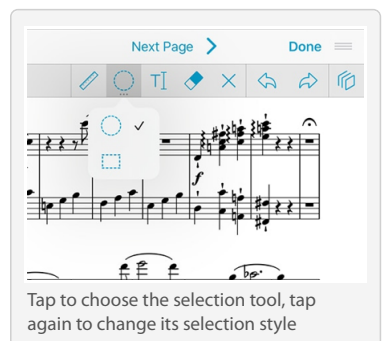 Next Page
Done
Tap to choose the selection tool, tap
again to change its selection style